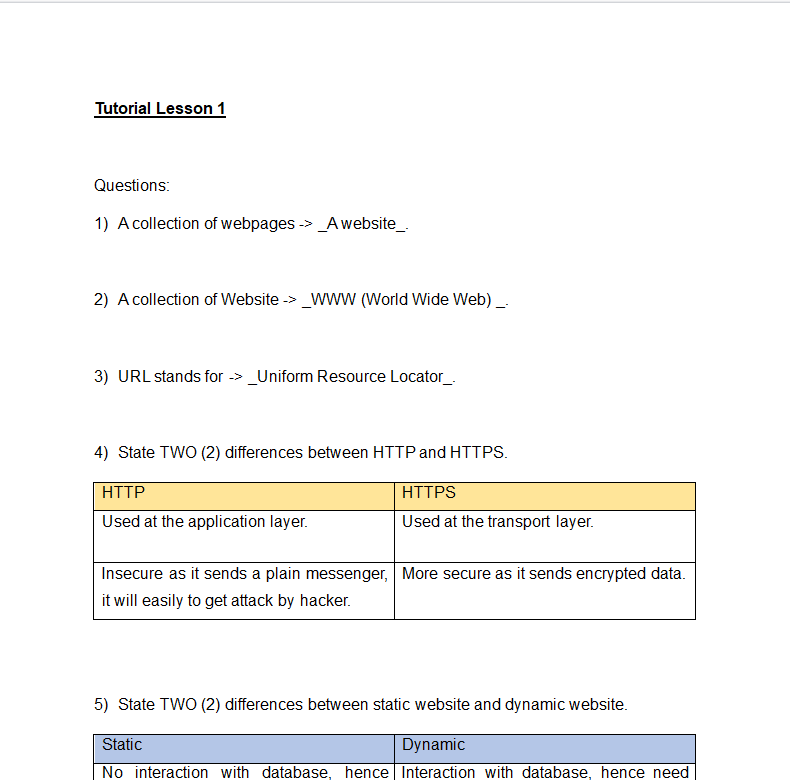 Tutorial Lesson 1
Questions:
1) A collection of webpages -> _A website_.
2) A collection of Website -> _WWW (World Wide Web) _.
3) URL stands for -> _Uniform Resource Locator_.
4) State TWO (2) differences between HTTP and HTTPS.
HTTP HTTPS
Used at the application layer. Used at the transport layer.
Insecure as it sends a plain messenger, More secure as it sends encrypted data.
it will easily to get attack by hacker.
5) State TWO (2) differences between static website and dynamic website.
Static Dynamic
No interaction with database, hence Interaction with database, hence need